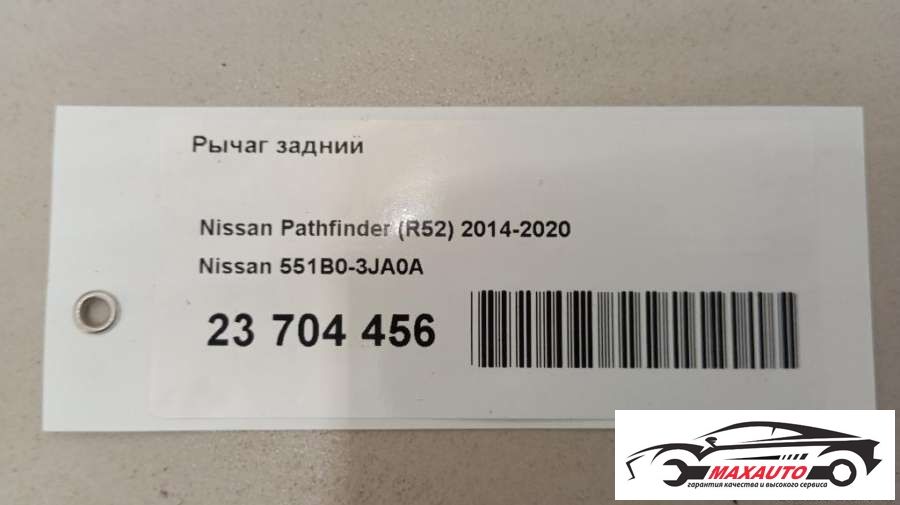 Рычаг задний
Nissan Pathfinder (R52) 2014-2020
Nissan 551B0-3JA0A
23 704 456
MAXAUTO
гарантия качества и высокого сервиса